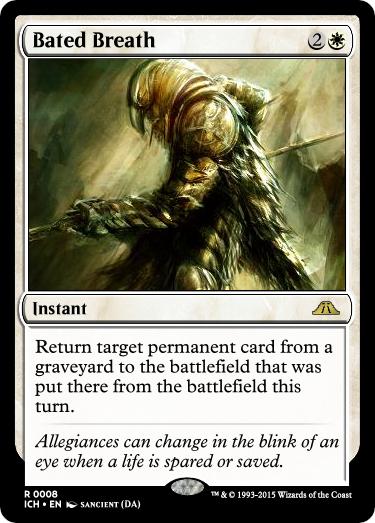 Bated Breath 2
Instant
Return target permanent card from a
graveyard to the battlefield that was
put there from the battlefield this
turn.
Allegiances can change in the blink of an
eye when a life is spared or saved.
R 0008
ICH • EN SANCIENT (DA)
™ & © 1993-2015 Wizards of the Coast